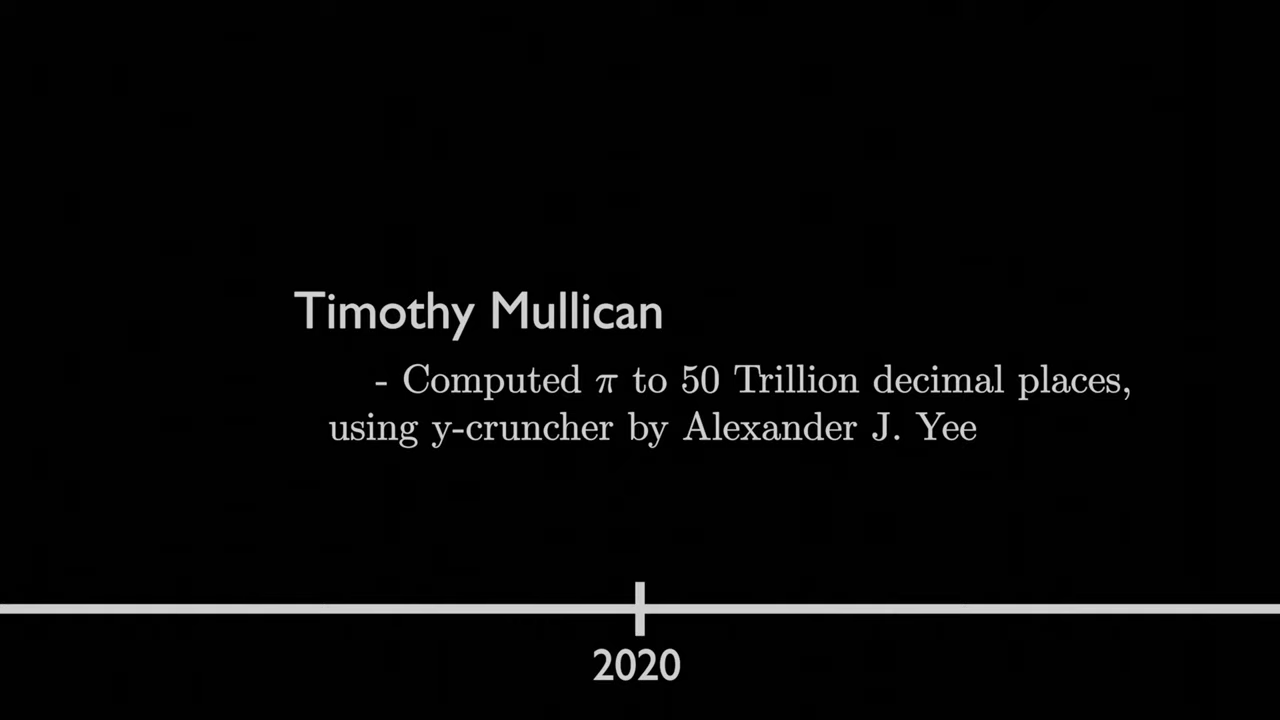 Timothy Mullican
- Computed π to 50 Trillion decimal places,
using y-cruncher by Alexander J. Yee
2020